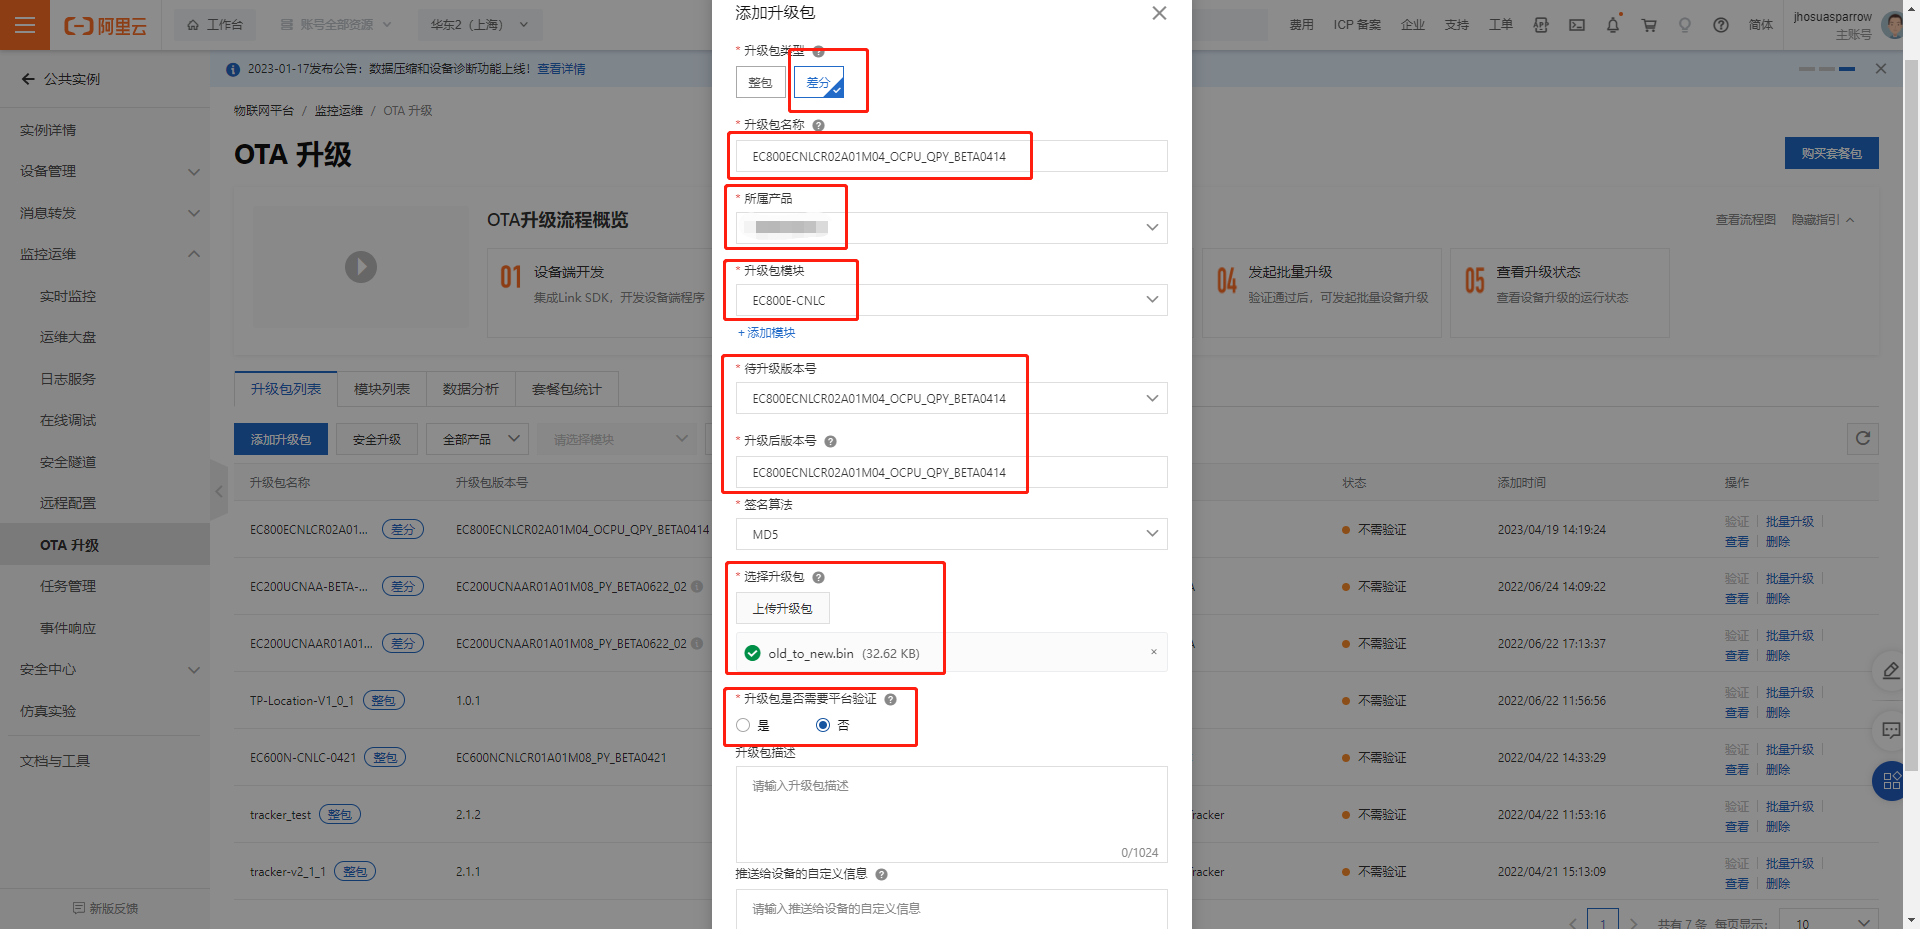 阿里云
工作台
账号全部资源
华东2（上海）
费用
ICP 备案
企业
支持
工单
简体
jhosuasparrow
主账号
公共实例
实例详情
设备管理
消息转发
监控运维
实时监控
运维大盘
日志服务
在线调试
安全隧道
远程配置
OTA 升级
任务管理
事件响应
安全中心
仿真实验
文档与工具
新版反馈
2023-01-17发布公告：数据压缩和设备诊断功能上线！查看详情
物联网平台 / 监控运维 / OTA 升级
OTA 升级
购买套餐包
OTA升级流程概览
查看流程图 隐藏指引
01 设备端开发
集成Link SDK，开发设备端程序
04 发起批量升级
验证通过后，可发起批量设备升级
05 查看升级状态
查看设备升级的运行状态
升级包列表 模块列表 数据分析 套餐包统计
添加升级包 安全升级 全部产品 请选择模块
升级包名称 升级包版本号 状态 添加时间 操作
EC800ECNLCR02A01... 差分 EC800ECNLCR02A01M04_OCPU_QPY_BETA0414 不需验证 2023/04/19 14:19:24 验证 批量升级
查看 删除
EC200UCNAA-BETA-... 差分 EC200UCNAAR01A01M08_PY_BETA0622_02 不需验证 2022/06/24 14:09:22 验证 批量升级
查看 删除
EC200UCNAAR01A01... 差分 EC200UCNAAR01A01M08_PY_BETA0622_02 不需验证 2022/06/22 17:13:37 验证 批量升级
查看 删除
TP-Location-V1_0_1 整包 1.0.1 不需验证 2022/06/22 11:56:56 验证 批量升级
查看 删除
EC600N-CNLC-0421 整包 EC600NCNLCR01A01M08_PY_BETA0421 不需验证 2022/04/22 14:33:29 验证 批量升级
查看 删除
tracker_test 整包 2.1.2 racker 不需验证 2022/04/22 11:53:16 验证 批量升级
查看 删除
tracker-v2_1_1 整包 2.1.1 racker 不需验证 2022/04/21 15:13:09 验证 批量升级
查看 删除
1 共有 7 条 每页显示： 10
添加升级包
* 升级包类型
整包 差分
* 升级包名称
EC800ECNLCR02A01M04_OCPU_QPY_BETA0414
* 所属产品
* 升级包模块
EC800E-CNLC
+ 添加模块
* 待升级版本号
EC800ECNLCR02A01M04_OCPU_QPY_BETA0414
* 升级后版本号
EC800ECNLCR02A01M04_OCPU_QPY_BETA0414
* 签名算法
MD5
* 选择升级包
上传升级包
old_to_new.bin (32.62 KB)
* 升级包是否需要平台验证
是 否
升级包描述
请输入升级包描述
0/1024
推送给设备的自定义信息
请输入推送给设备的自定义信息